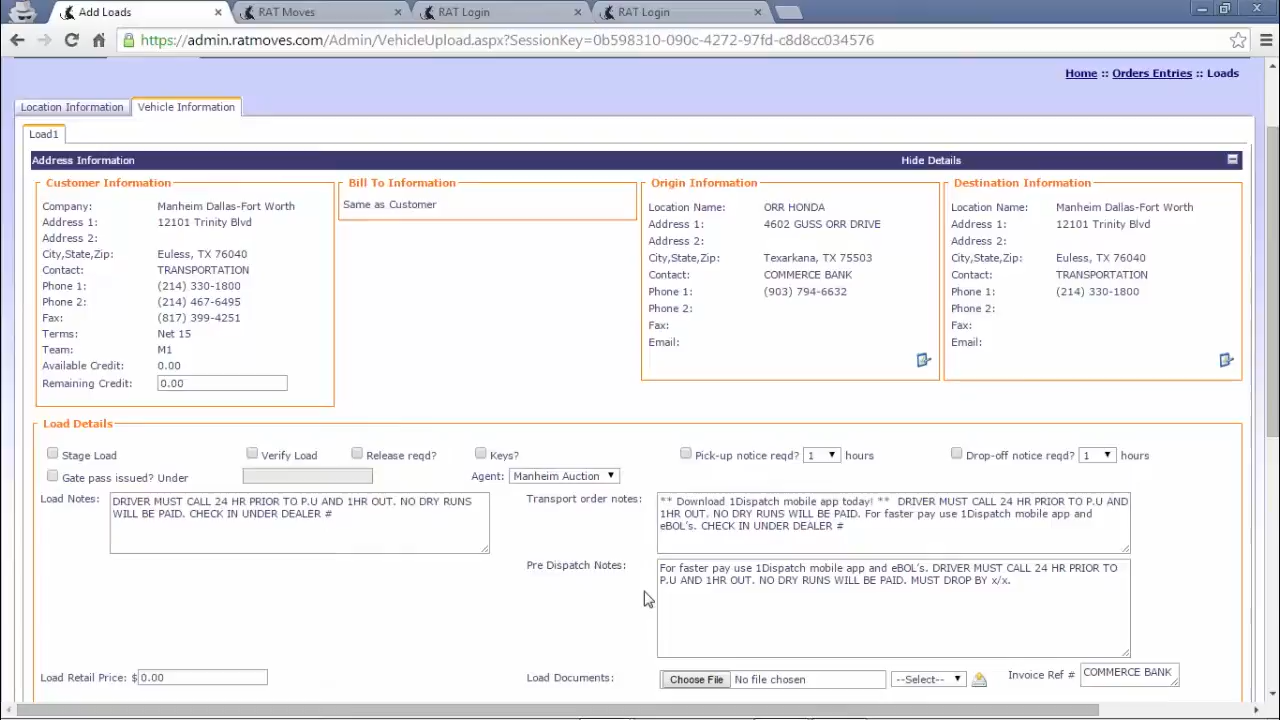 Add Loads
RAT Moves
RAT Login
RAT Login
https://admin.ratmoves.com/Admin/VehicleUpload.aspx?SessionKey=0b598310-090c-4272-97fd-c8d8cc034576
Home :: Orders Entries :: Loads
Location Information
Vehicle Information
Load1
Address Information
Hide Details
Customer Information
Company: Manheim Dallas-Fort Worth
Address 1: 12101 Trinity Blvd
Address 2:
City,State,Zip: Euless, TX 76040
Contact: TRANSPORTATION
Phone 1: (214) 330-1800
Phone 2: (214) 467-6495
Fax: (817) 399-4251
Terms: Net 15
Team: M1
Available Credit: 0.00
Remaining Credit: 0.00
Bill To Information
Same as Customer
Origin Information
Location Name: ORR HONDA
Address 1: 4602 GUSS ORR DRIVE
Address 2:
City,State,Zip: Texarkana, TX 75503
Contact: COMMERCE BANK
Phone 1: (903) 794-6632
Phone 2:
Fax:
Email:
Destination Information
Location Name: Manheim Dallas-Fort Worth
Address 1: 12101 Trinity Blvd
Address 2:
City,State,Zip: Euless, TX 76040
Contact: TRANSPORTATION
Phone 1: (214) 330-1800
Phone 2:
Fax:
Email:
Load Details
Stage Load Verify Load Release reqd? Keys? Pick-up notice reqd? 1 hours Drop-off notice reqd? 1 hours
Gate pass issued? Under Agent: Manheim Auction
Load Notes:
DRIVER MUST CALL 24 HR PRIOR TO P.U AND 1HR OUT. NO DRY RUNS
WILL BE PAID. CHECK IN UNDER DEALER #
Transport order notes:
** Download 1Dispatch mobile app today! ** DRIVER MUST CALL 24 HR PRIOR TO P.U AND
1HR OUT. NO DRY RUNS WILL BE PAID. For faster pay use 1Dispatch mobile app and
eBOL's. CHECK IN UNDER DEALER #
Pre Dispatch Notes:
For faster pay use 1Dispatch mobile app and eBOL's. DRIVER MUST CALL 24 HR PRIOR TO
P.U AND 1HR OUT. NO DRY RUNS WILL BE PAID. MUST DROP BY x/x.
Load Retail Price: $ 0.00
Load Documents: Choose File No file chosen --Select--
Invoice Ref # COMMERCE BANK